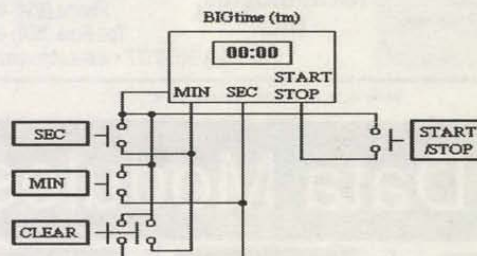 BIGtime (tm)
00:00
START
MIN SEC STOP
SEC
START
/STOP
MIN
CLEAR